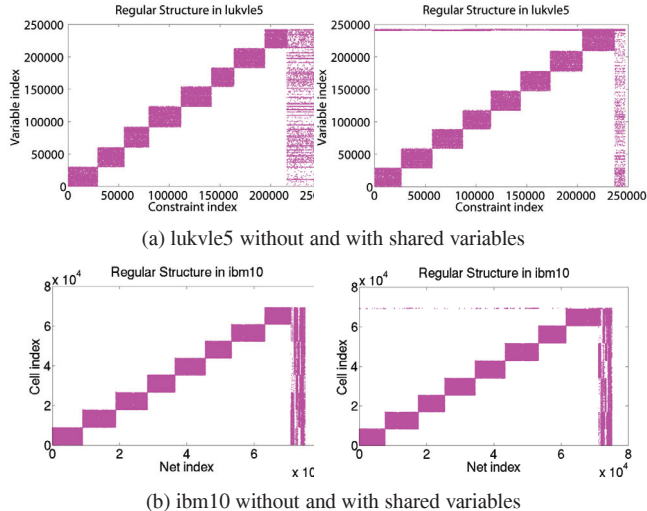 Regular Structure in lukvle5
Variable index
250000
200000
150000
100000
50000
0
0 50000 100000 150000 200000
Constraint index
Regular Structure in lukvle5
Variable index
250000
200000
150000
100000
50000
0
0 50000 100000 150000 200000 250000
Constraint index
(a) lukvle5 without and with shared variables
Regular Structure in ibm10
x 10^4
Cell index
8
6
4
2
0
0 2 4 6
Net index
x 10
Regular Structure in ibm10
x 10^4
Cell index
8
6
4
2
0
0 2 4 6 8
Net index
x 10^4
(b) ibm10 without and with shared variables